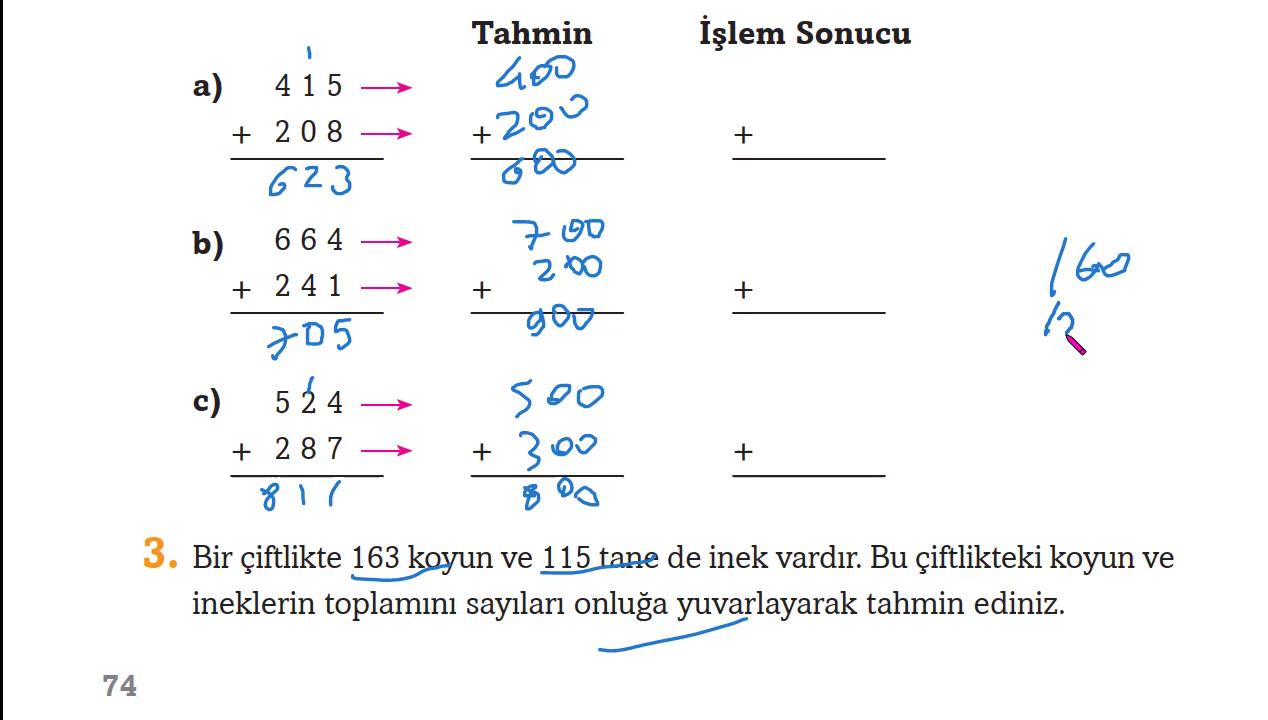 Tahmin İşlem Sonucu
1
a) 415 → 400
+ 208 → + 200 +
623 600
b) 664 → 700
+ 241 → + 200 +
705 900
1
c) 524 → 500
+ 287 → + 300 +
811 800
160
3. Bir çiftlikte 163 koyun ve 115 tane de inek vardır. Bu çiftlikteki koyun ve
ineklerin toplamını sayıları onluğa yuvarlayarak tahmin ediniz.
74